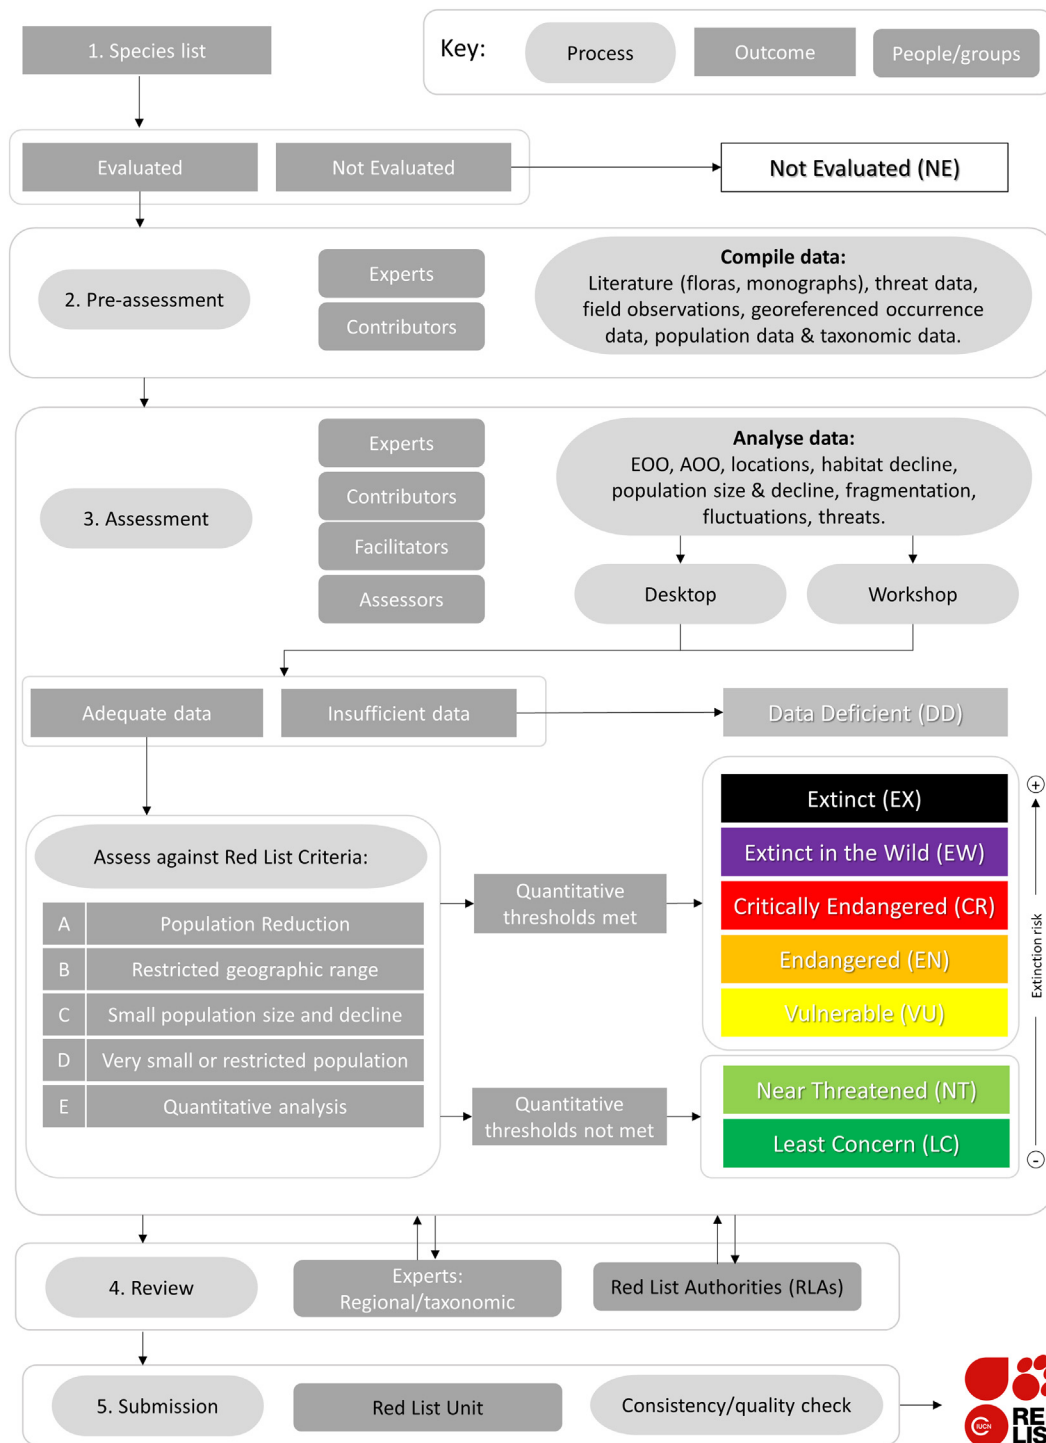 Key:
Process
Outcome
People/groups
1. Species list
Evaluated
Not Evaluated
Not Evaluated (NE)
2. Pre-assessment
Experts
Contributors
Compile data:
Literature (floras, monographs), threat data,
field observations, georeferenced occurrence
data, population data & taxonomic data.
3. Assessment
Experts
Contributors
Facilitators
Assessors
Analyse data:
EOO, AOO, locations, habitat decline,
population size & decline, fragmentation,
fluctuations, threats.
Desktop
Workshop
Adequate data
Insufficient data
Data Deficient (DD)
Assess against Red List Criteria:
A Population Reduction
B Restricted geographic range
C Small population size and decline
D Very small or restricted population
E Quantitative analysis
Quantitative
thresholds met
Quantitative
thresholds not met
Extinct (EX)
Extinct in the Wild (EW)
Critically Endangered (CR)
Endangered (EN)
Vulnerable (VU)
Near Threatened (NT)
Least Concern (LC)
+
Extinction risk
-
4. Review
Experts:
Regional/taxonomic
Red List Authorities (RLAs)
5. Submission
Red List Unit
Consistency/quality check
IUCN
RE
LIS